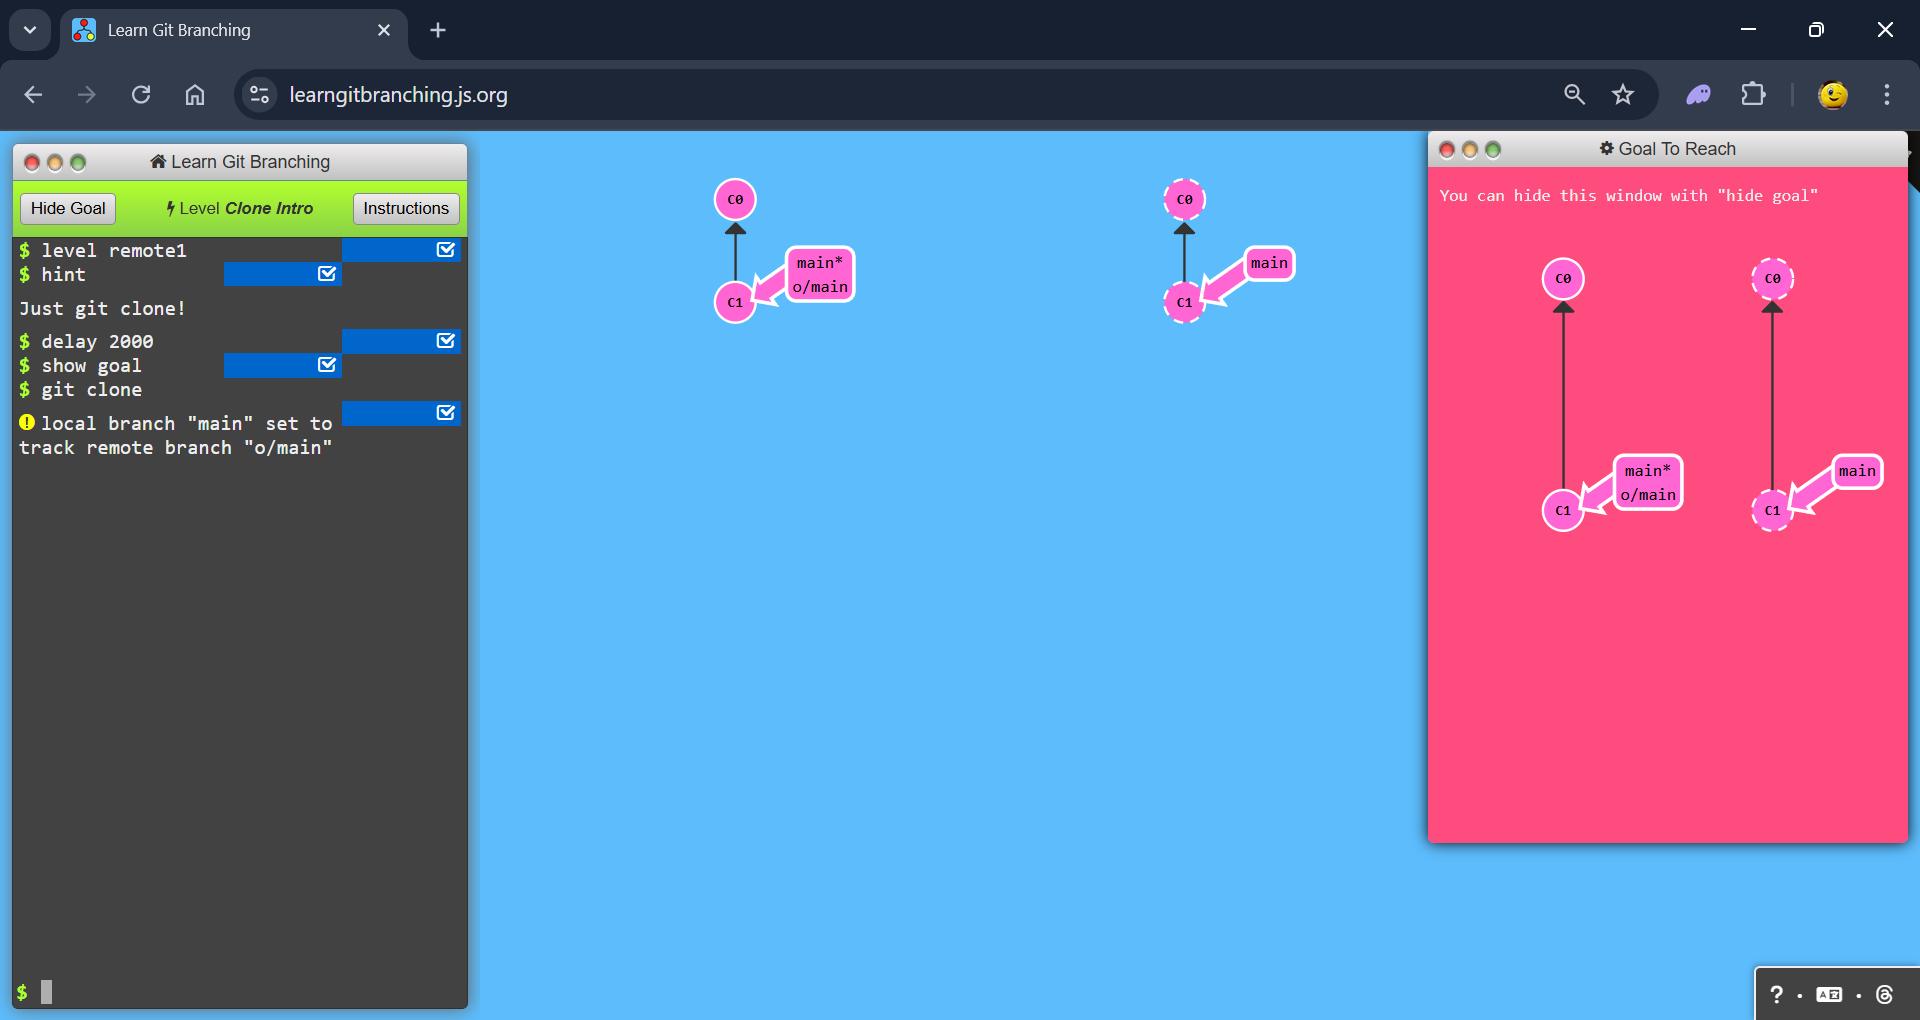 Learn Git Branching
learngitbranching.js.org
Learn Git Branching
Hide Goal
Level Clone Intro
Instructions
$ level remote1
$ hint
Just git clone!
$ delay 2000
$ show goal
$ git clone
local branch "main" set to
track remote branch "o/main"
$
C0
main*
o/main
C1
C0
main
C1
Goal To Reach
You can hide this window with "hide goal"
C0
C0
main*
o/main
main
C1
C1
?